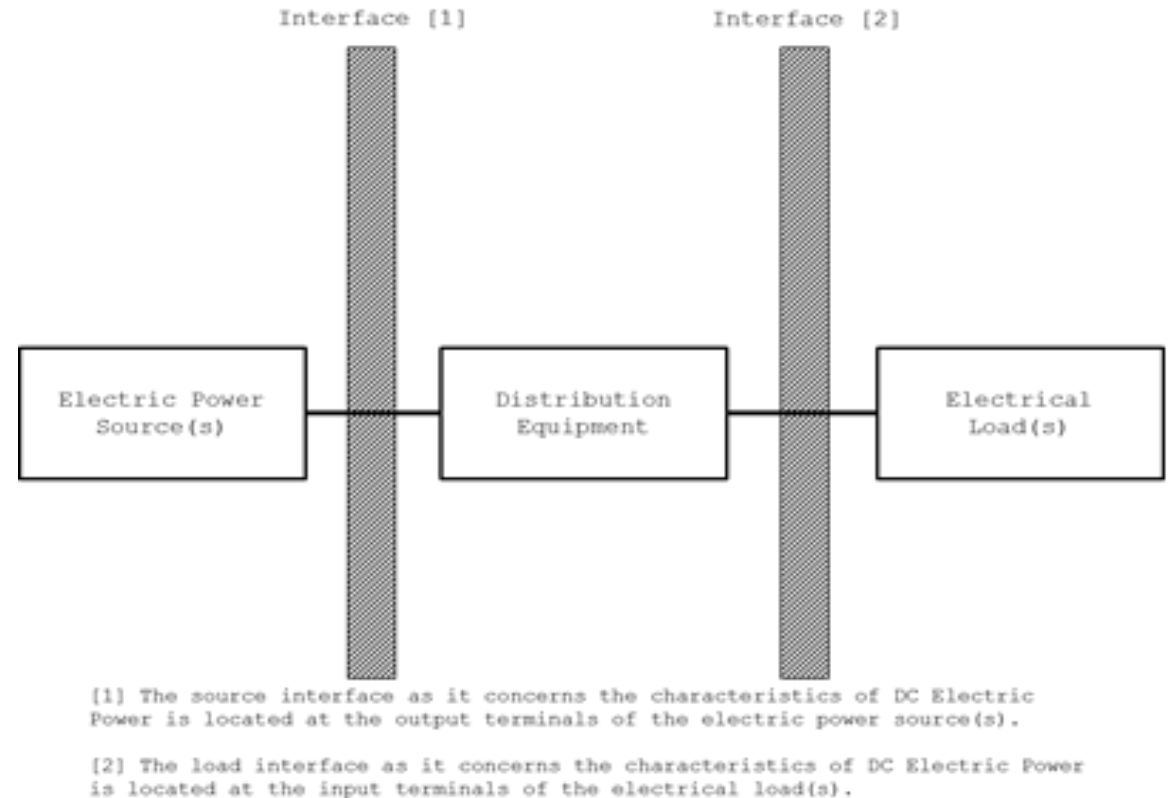 Interface [1]
Interface [2]
Electric Power
Source(s)
Distribution
Equipment
Electrical
Load(s)
[1] The source interface as it concerns the characteristics of DC Electric
Power is located at the output terminals of the electric power source(s).
[2] The load interface as it concerns the characteristics of DC Electric Power
is located at the input terminals of the electrical load(s).